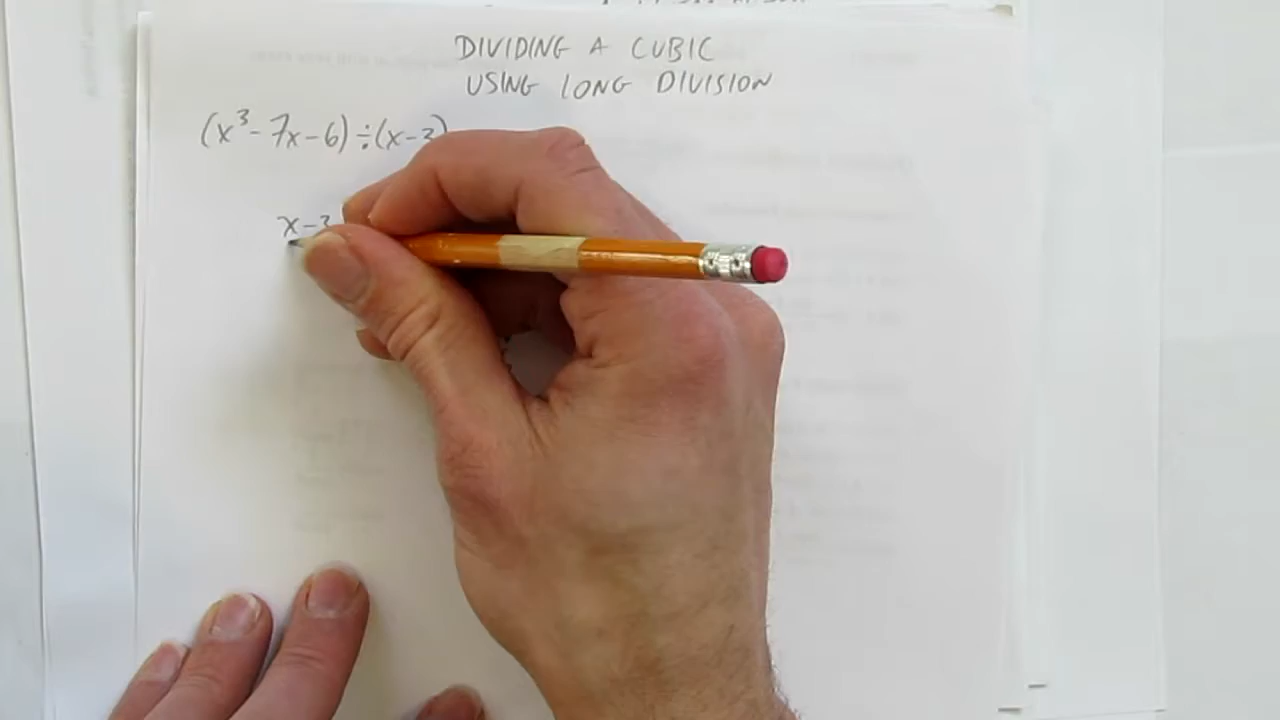 DIVIDING A CUBIC
USING LONG DIVISION
(x³-7x-6)÷(x-3)
x-3